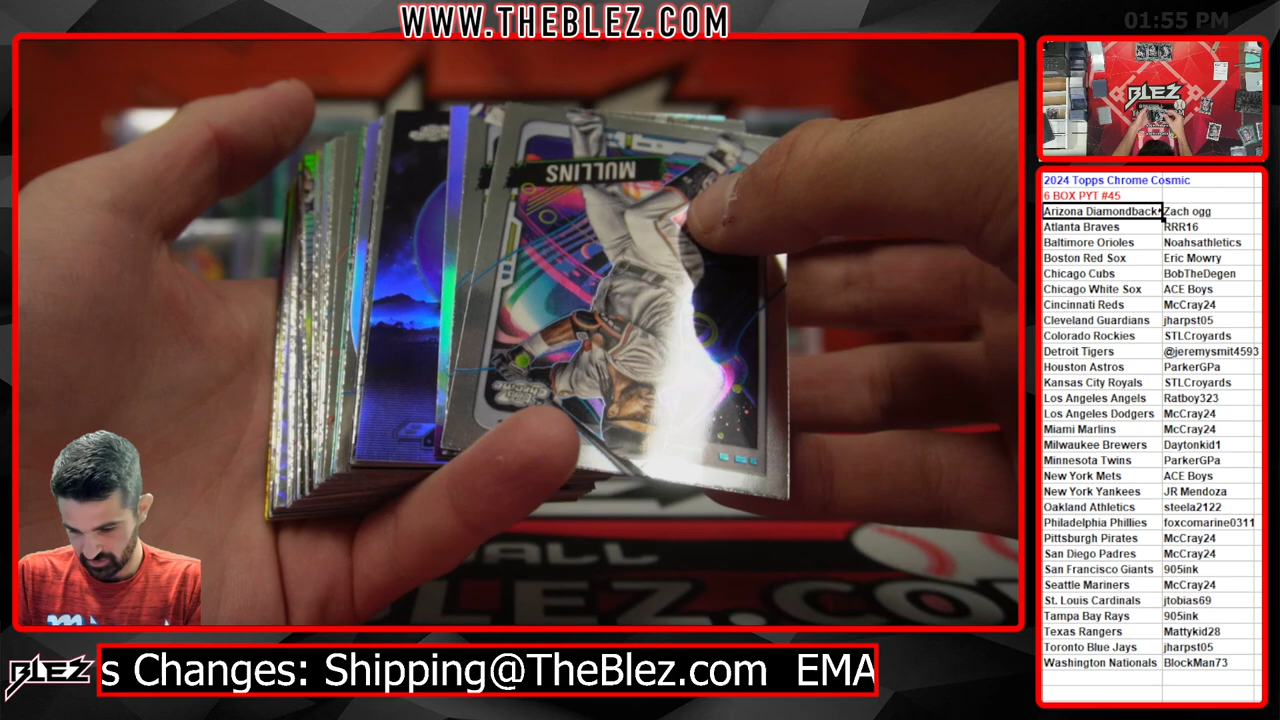 WWW.THEBLEZ.COM
01:55 PM
MULLINS
BLEZ
2024 Topps Chrome Cosmic
6 BOX PYT #45
Arizona Diamondback Zach ogg
Atlanta Braves RRR16
Baltimore Orioles Noahsathletics
Boston Red Sox Eric Mowry
Chicago Cubs BobTheDegen
Chicago White Sox ACE Boys
Cincinnati Reds McCray24
Cleveland Guardians jharpst05
Colorado Rockies STLCroyards
Detroit Tigers @jeremysmit4593
Houston Astros ParkerGPa
Kansas City Royals STLCroyards
Los Angeles Angels Ratboy323
Los Angeles Dodgers McCray24
Miami Marlins McCray24
Milwaukee Brewers Daytonkid1
Minnesota Twins ParkerGPa
New York Mets ACE Boys
New York Yankees JR Mendoza
Oakland Athletics steela2122
Philadelphia Phillies foxcomarine0311
Pittsburgh Pirates McCray24
San Diego Padres McCray24
San Francisco Giants 905ink
Seattle Mariners McCray24
St. Louis Cardinals jtobias69
Tampa Bay Rays 905ink
Texas Rangers Mattykid28
Toronto Blue Jays jharpst05
Washington Nationals BlockMan73
BLEZ
s Changes: Shipping@TheBlez.com EMA